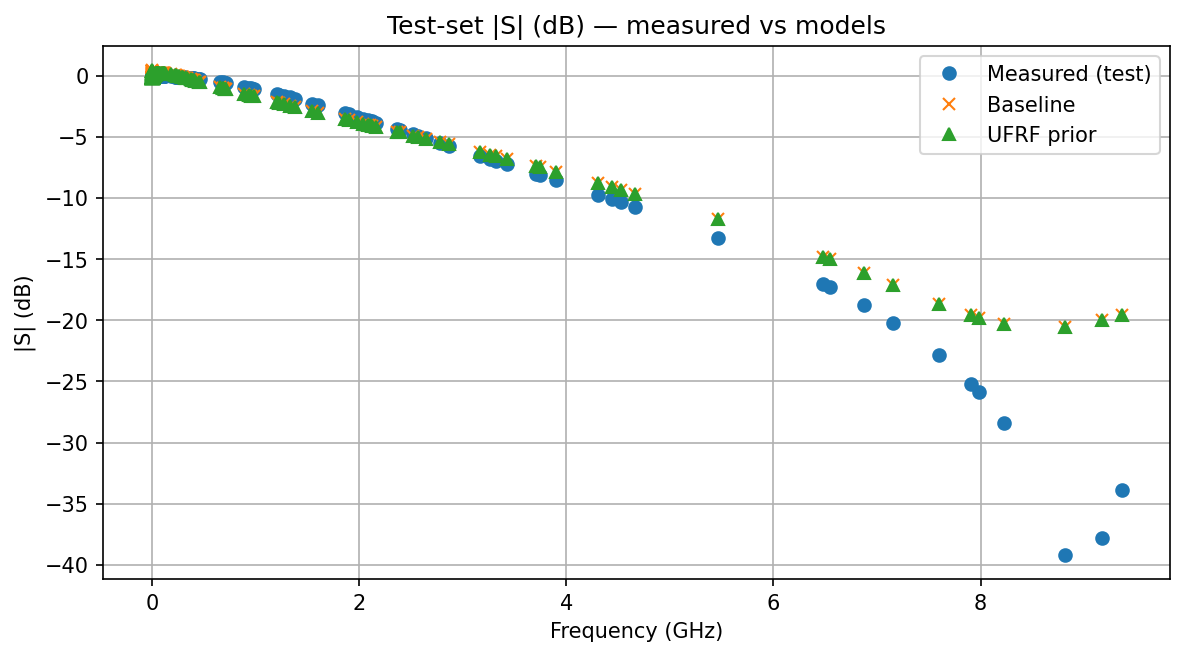 Test-set |S| (dB) — measured vs models
Measured (test)
Baseline
UFRF prior
|S| (dB)
0
−5
−10
−15
−20
−25
−30
−35
−40
0 2 4 6 8
Frequency (GHz)